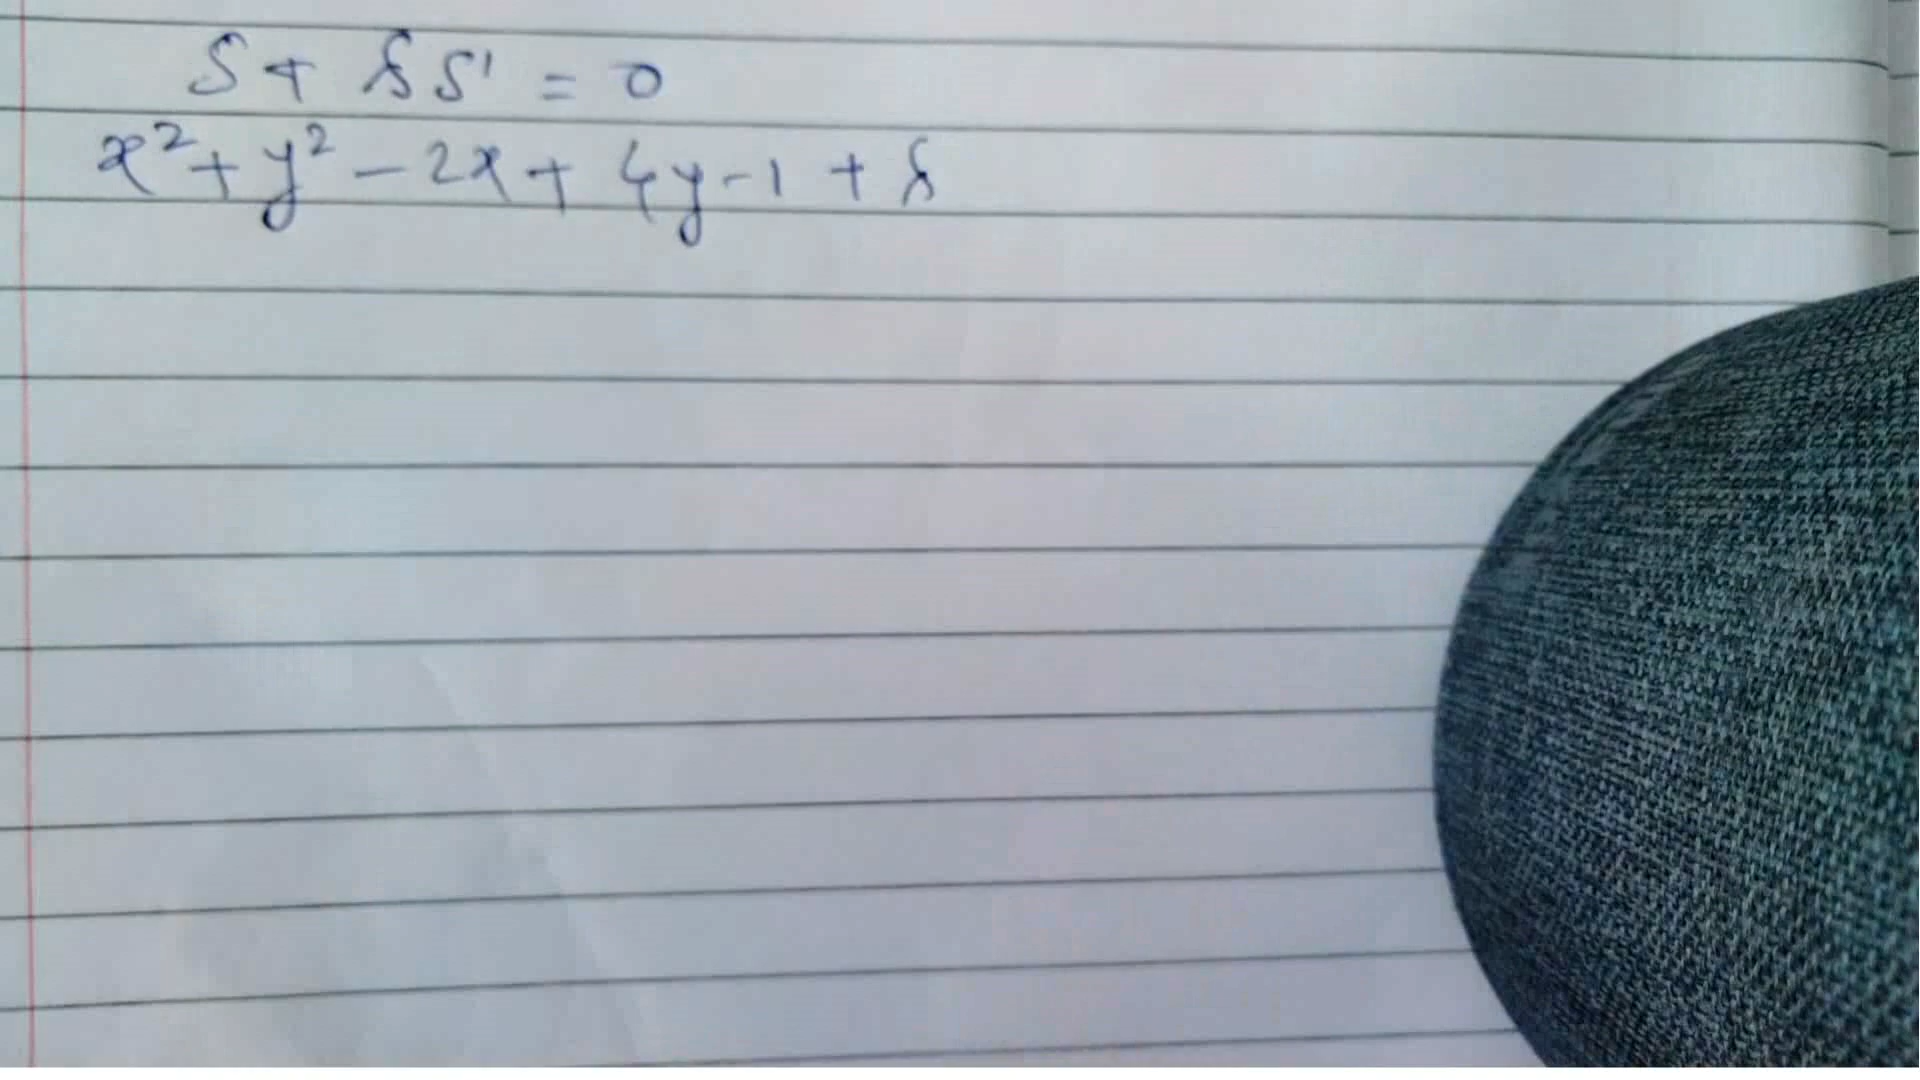 S + λS' = 0
x² + y² - 2x + 4y - 1 + λ